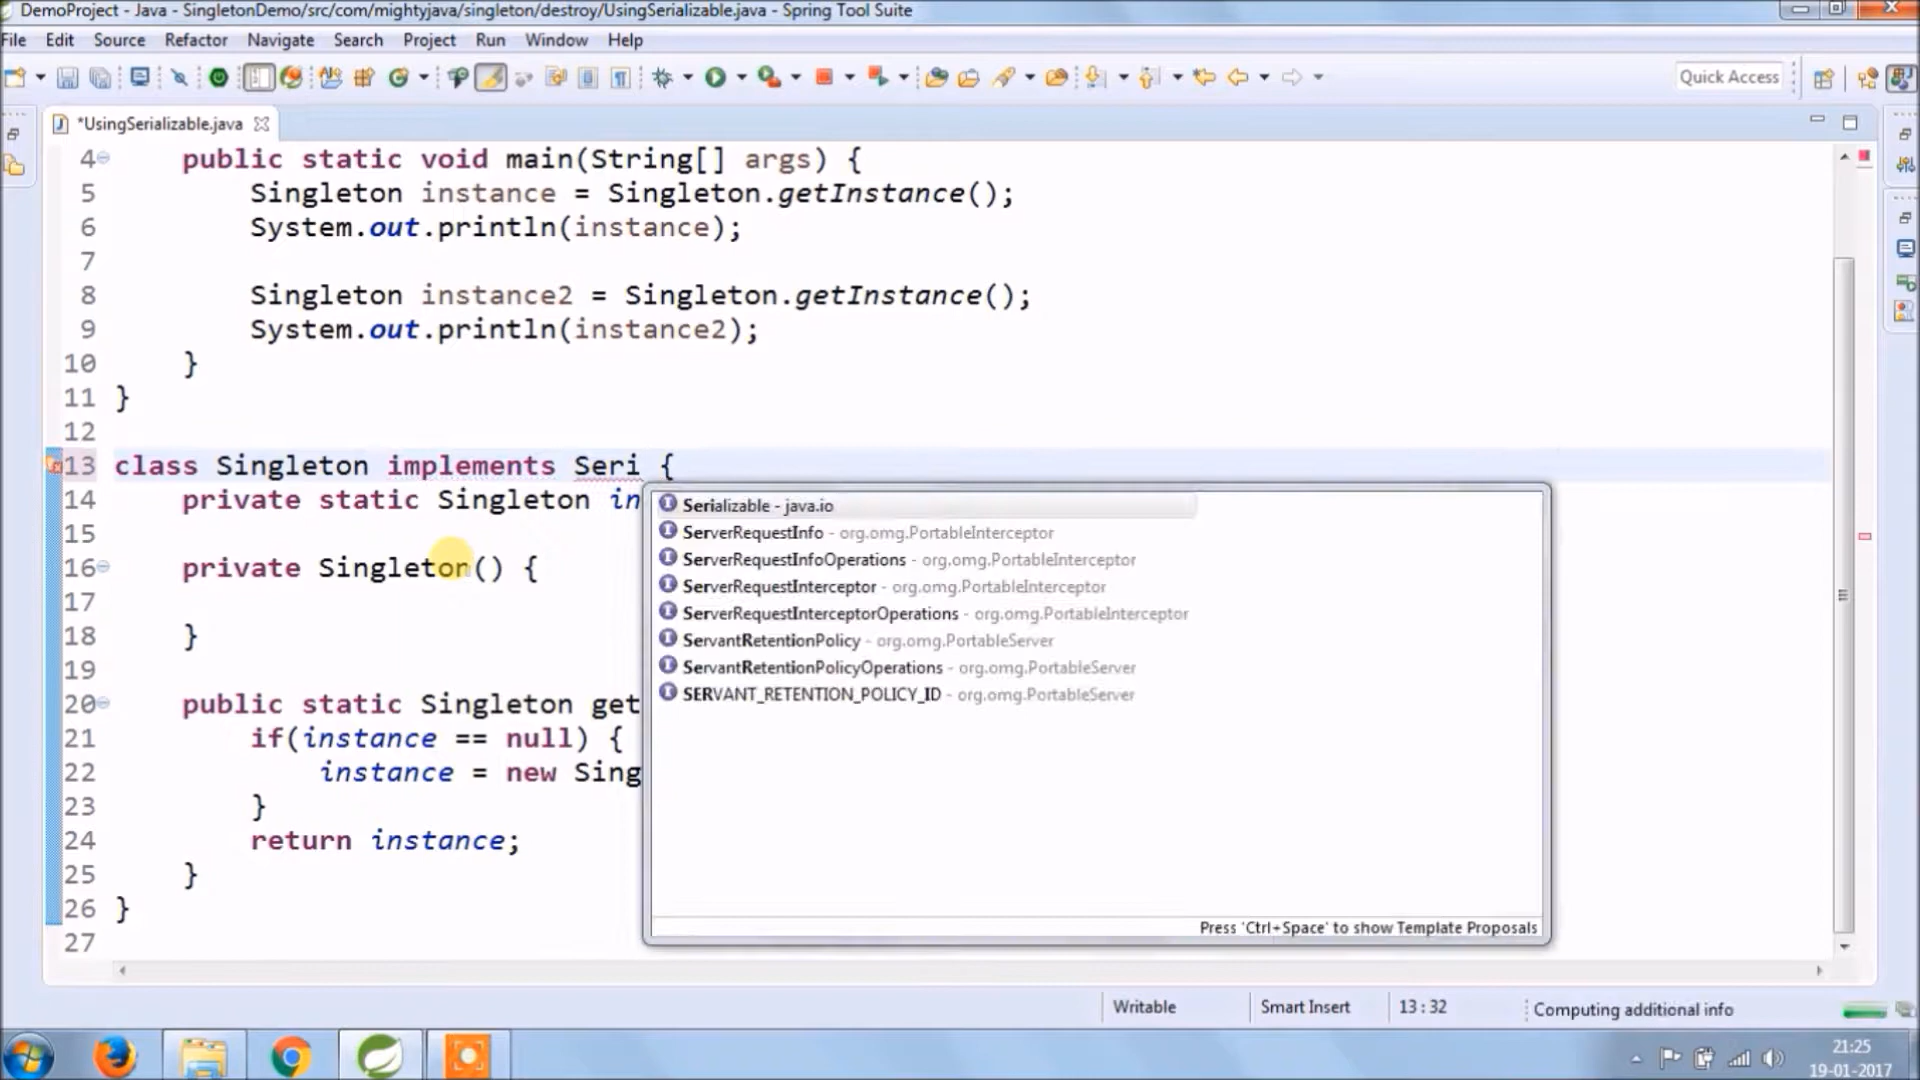 DemoProject - Java - SingletonDemo/src/com/mightyjava/singleton/destroy/UsingSerializable.java - Spring Tool Suite
File Edit Source Refactor Navigate Search Project Run Window Help
Quick Access
*UsingSerializable.java
4 public static void main(String[] args) {
5 Singleton instance = Singleton.getInstance();
6 System.out.println(instance);
7
8 Singleton instance2 = Singleton.getInstance();
9 System.out.println(instance2);
10 }
11 }
12
13 class Singleton implements Seri {
14 private static Singleton in
15
16 private Singleton() {
17
18 }
19
20 public static Singleton get
21 if(instance == null) {
22 instance = new Sing
23 }
24 return instance;
25 }
26 }
27
Serializable - java.io
ServerRequestInfo - org.omg.PortableInterceptor
ServerRequestInfoOperations - org.omg.PortableInterceptor
ServerRequestInterceptor - org.omg.PortableInterceptor
ServerRequestInterceptorOperations - org.omg.PortableInterceptor
ServantRetentionPolicy - org.omg.PortableServer
ServantRetentionPolicyOperations - org.omg.PortableServer
SERVANT_RETENTION_POLICY_ID - org.omg.PortableServer
Press 'Ctrl+Space' to show Template Proposals
Writable Smart Insert 13 : 32 Computing additional info
21:25
19-01-2017